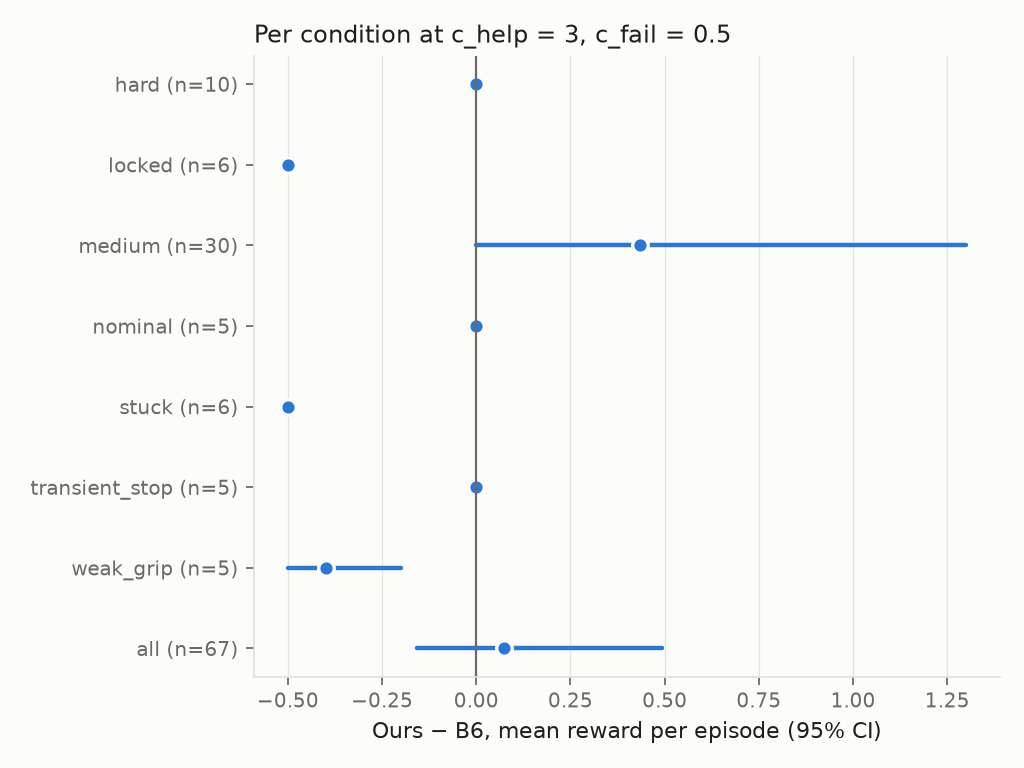 Per condition at c_help = 3, c_fail = 0.5
hard (n=10)
locked (n=6)
medium (n=30)
nominal (n=5)
stuck (n=6)
transient_stop (n=5)
weak_grip (n=5)
all (n=67)
−0.50 −0.25 0.00 0.25 0.50 0.75 1.00 1.25
Ours − B6, mean reward per episode (95% CI)